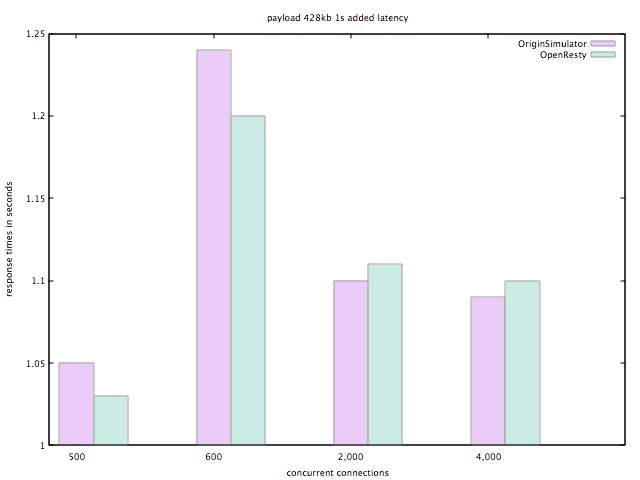 payload 428kb 1s added latency
OriginSimulator
OpenResty
response times in seconds
1.25
1.2
1.15
1.1
1.05
1
500
600
2,000
4,000
concurrent connections